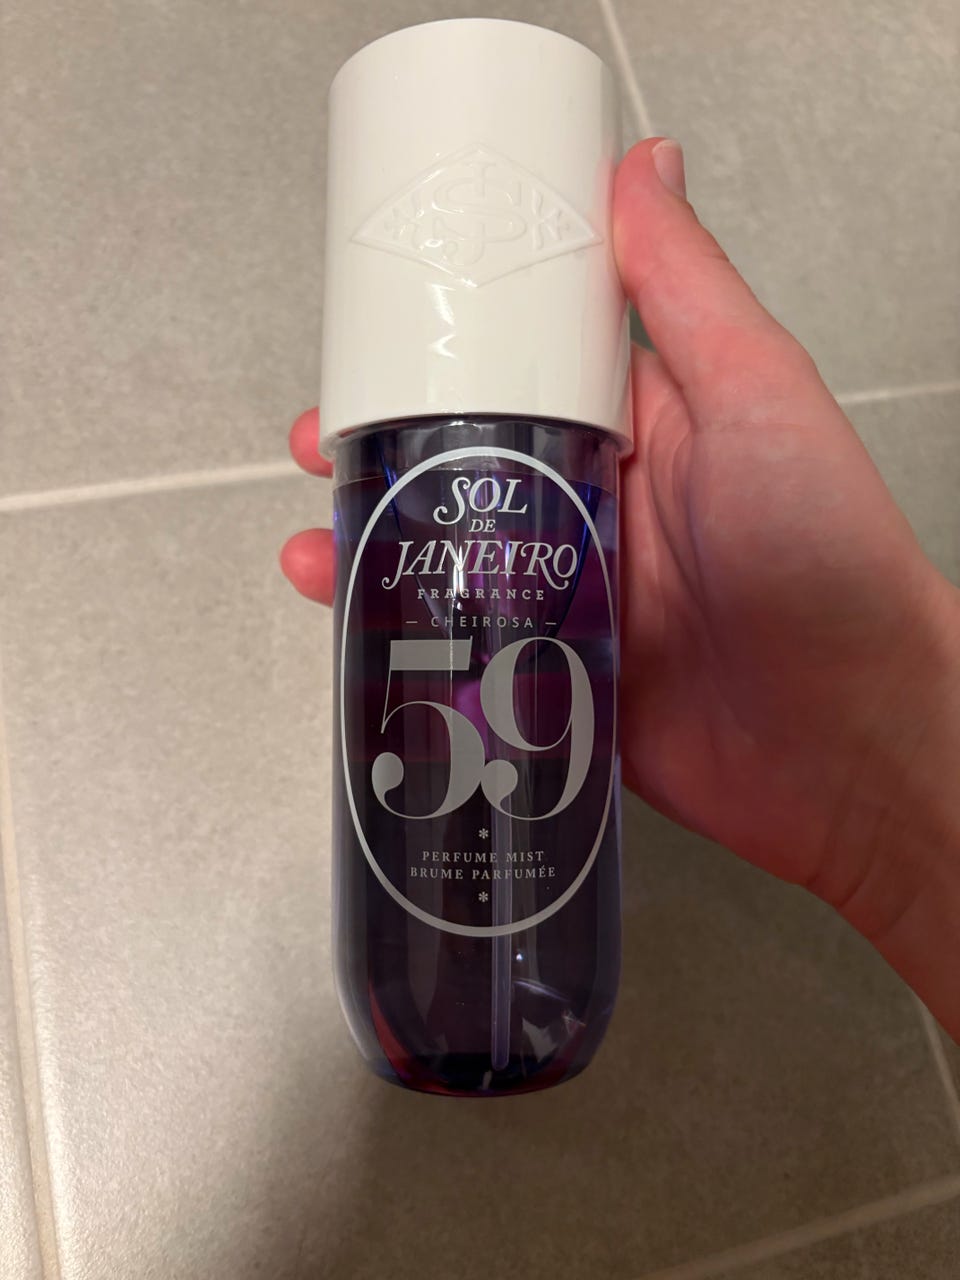 SOL
DE
JANEIRO
FRAGRANCE
— CHEIROSA —
59
*
PERFUME MIST
BRUME PARFUMÉE
*